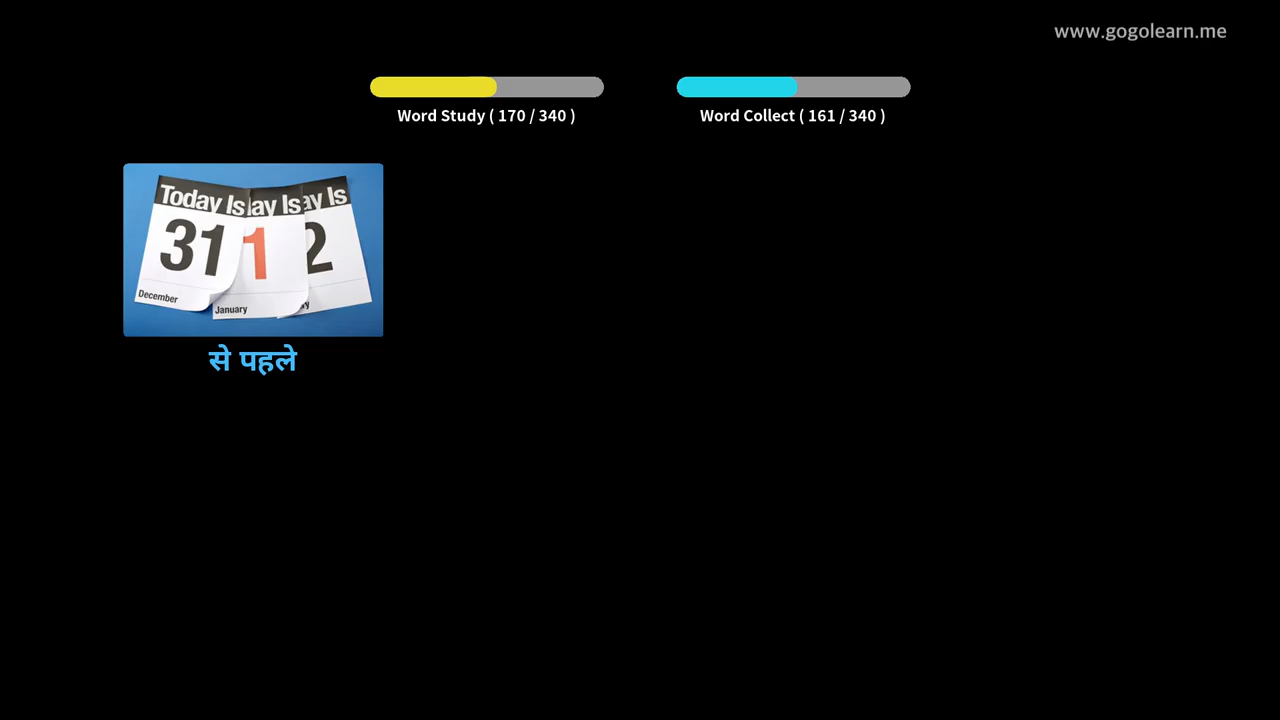 www.gogolearn.me
Word Study ( 170 / 340 )
Word Collect ( 161 / 340 )
Today Is
ay Is
ay Is
31
1
2
December
January
से पहले